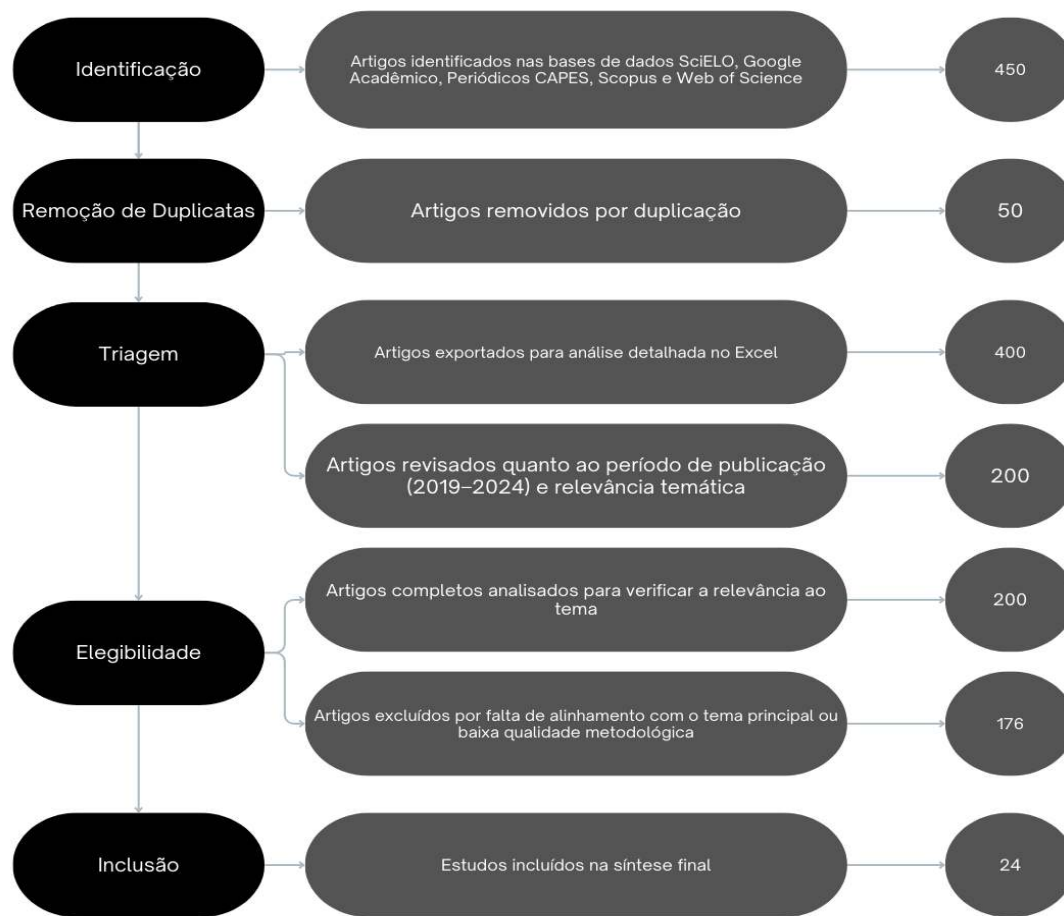 Identificação
Artigos identificados nas bases de dados SciELO, Google
Acadêmico, Periódicos CAPES, Scopus e Web of Science
450
Remoção de Duplicatas
Artigos removidos por duplicação
50
Triagem
Artigos exportados para análise detalhada no Excel
400
Artigos revisados quanto ao período de publicação
(2019–2024) e relevância temática
200
Elegibilidade
Artigos completos analisados para verificar a relevância ao
tema
200
Artigos excluídos por falta de alinhamento com o tema principal ou
baixa qualidade metodológica
176
Inclusão
Estudos incluídos na síntese final
24